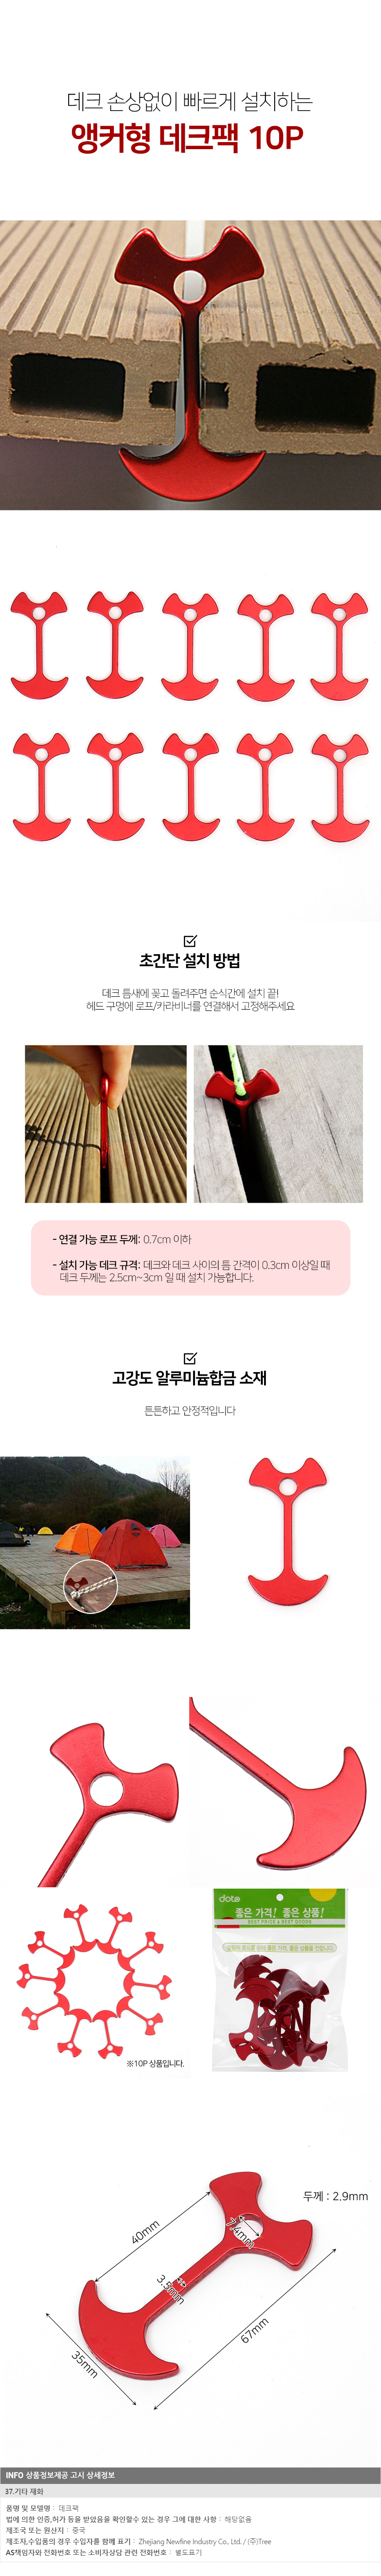 데크 손상없이 빠르게 설치하는
앵커형 데크팩 10P
초간단 설치 방법
데크 틈새에 꽂고 돌려주면 순식간에 설치 끝!
헤드 구멍에 로프/카라비너를 연결해서 고정해주세요
- 연결 가능 로프 두께: 0.7cm 이하
- 설치 가능 데크 규격: 데크와 데크 사이의 틈 간격이 0.3cm 이상일 때
데크 두께는 2.5cm~3cm 일 때 설치 가능합니다.
고강도 알루미늄합금 소재
튼튼하고 안정적입니다
좋은 가격! 좋은 상품!
BEST PRICE & BEST GOODS
※10P 상품입니다.
두께 : 2.9mm
40mm
7.4mm
3.5mm
67mm
35mm
INFO 상품정보제공 고시 상세정보
37.기타 재화
품명 및 모델명 : 데크팩
법에 의한 인증,허가 등을 받았음을 확인할수 있는 경우 그에 대한 사항 : 해당없음
제조국 또는 원산지 : 중국
제조자,수입품의 경우 수입자를 함께 표기 : Zhejiang Newfine Industry Co., Ltd. / (주)Tree
AS책임자와 전화번호 또는 소비자상담 관련 전화번호 : 별도표기